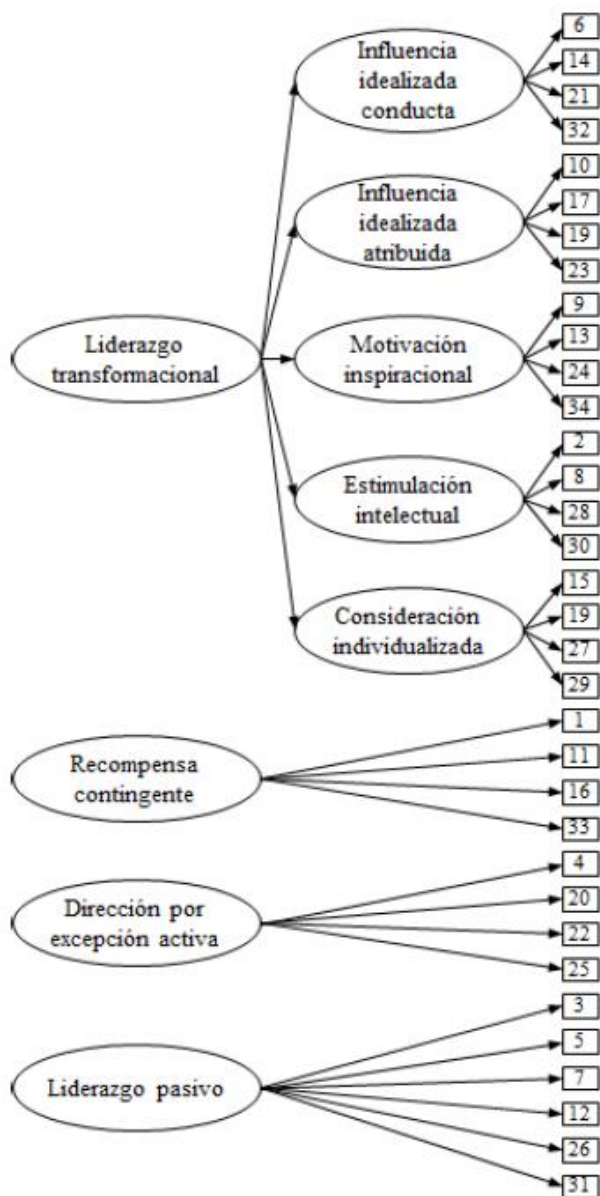 Influencia
idealizada
conducta
6
14
21
32
Influencia
idealizada
atribuida
10
17
19
23
Liderazgo
transformacional
Motivación
inspiracional
9
13
24
34
Estimulación
intelectual
2
8
28
30
Consideración
individualizada
15
19
27
29
Recompensa
contingente
1
11
16
33
Dirección por
excepción activa
4
20
22
25
Liderazgo pasivo
3
5
7
12
26
31